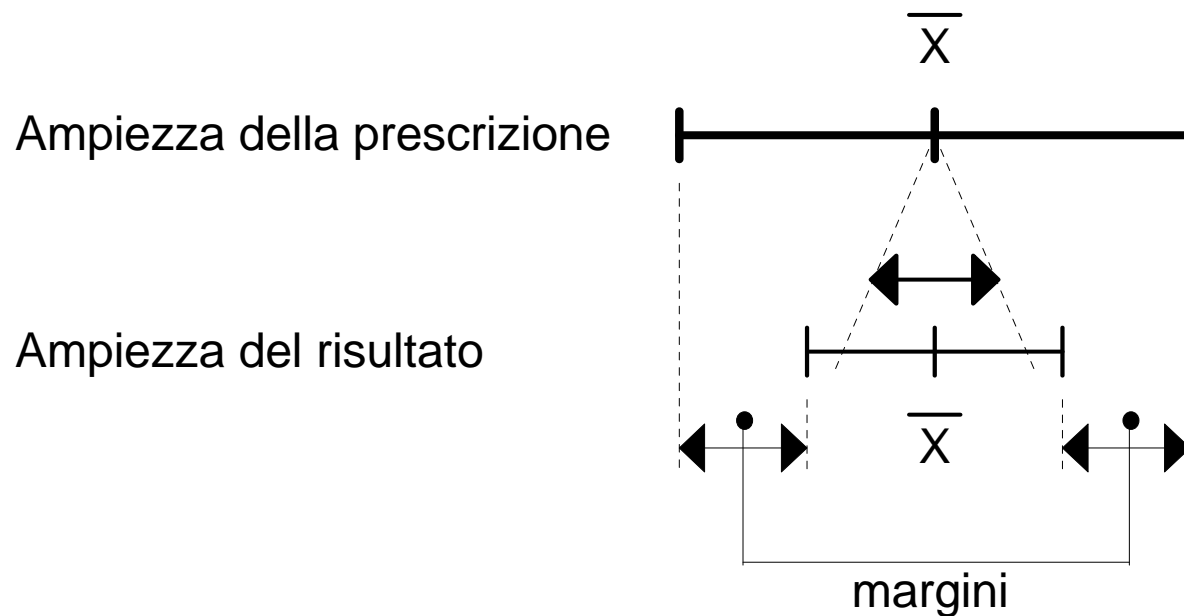 X̅
Ampiezza della prescrizione
Ampiezza del risultato
X̅
margini